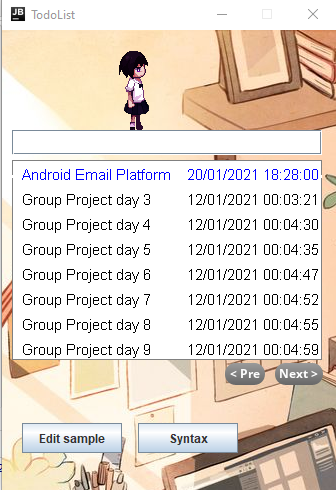 JB TodoList
Android Email Platform 20/01/2021 18:28:00
Group Project day 3 12/01/2021 00:03:21
Group Project day 4 12/01/2021 00:04:30
Group Project day 5 12/01/2021 00:04:35
Group Project day 6 12/01/2021 00:04:47
Group Project day 7 12/01/2021 00:04:52
Group Project day 8 12/01/2021 00:04:55
Group Project day 9 12/01/2021 00:04:59
< Pre Next >
Edit sample Syntax